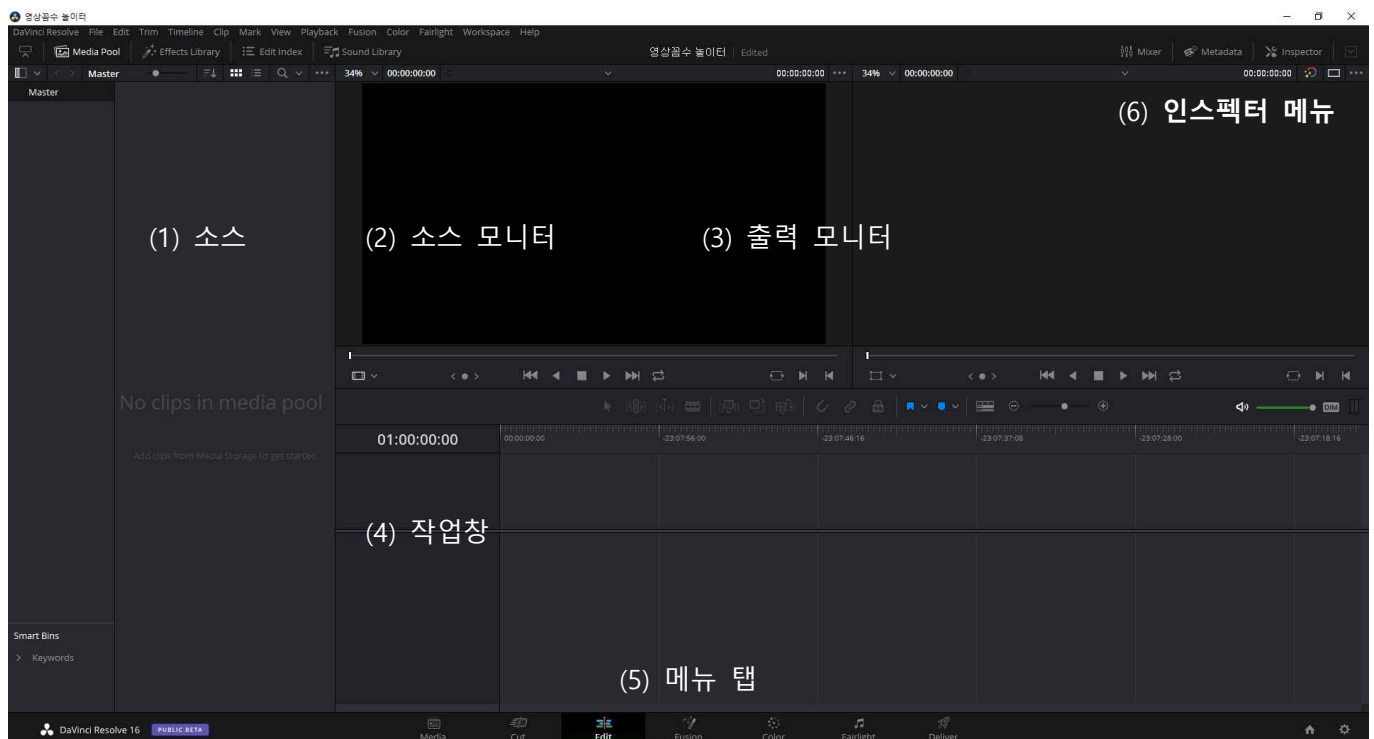 영상꼼수 놀이터
DaVinci Resolve File Edit Trim Timeline Clip Mark View Playback Fusion Color Fairlight Workspace Help
Media Pool Effects Library Edit Index Sound Library 영상꼼수 놀이터 Edited Mixer Metadata Inspector
Master 34% 00:00:00:00 00:00:00:00 34% 00:00:00:00 00:00:00:00
Master
(6) 인스펙터 메뉴
(1) 소스 (2) 소스 모니터 (3) 출력 모니터
No clips in media pool
DIM
01:00:00:00 00:00:00:00 -23:07:56:00 -23:07:46:16 -23:07:37:08 -23:07:28:00 -23:07:18:16
Add clips from Media Storage to get started
(4) 작업창
Smart Bins
Keywords
(5) 메뉴 탭
DaVinci Resolve 16 PUBLIC BETA Media Cut Edit Fusion Color Fairlight Deliver